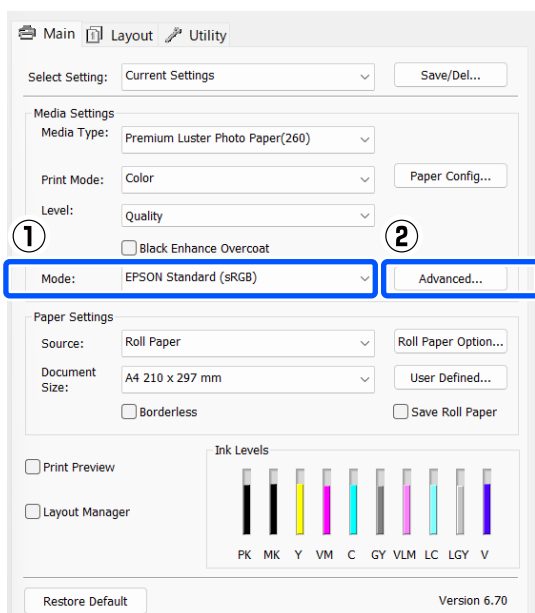 Main Layout Utility
Select Setting: Current Settings Save/Del...
Media Settings
Media Type: Premium Luster Photo Paper(260)
Print Mode: Color Paper Config...
Level: Quality
① ②
Black Enhance Overcoat
Mode: EPSON Standard (sRGB) Advanced...
Paper Settings
Source: Roll Paper Roll Paper Option...
Document
Size: A4 210 x 297 mm User Defined...
Borderless Save Roll Paper
Ink Levels
Print Preview
Layout Manager
PK MK Y VM C GY VLM LC LGY V
Restore Default Version 6.70